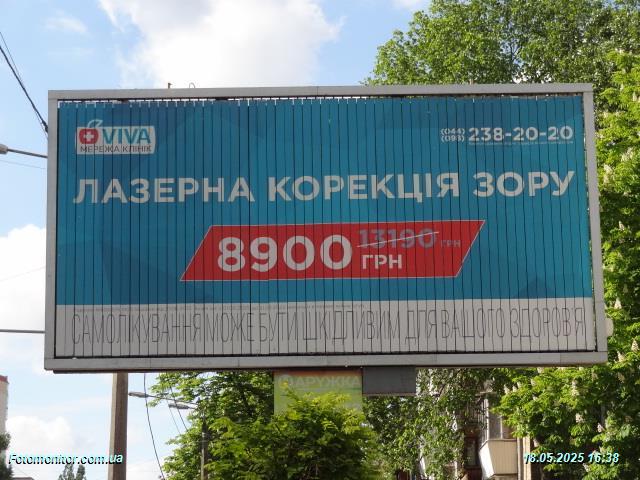 VIVA
МЕРЕЖА КЛІНІК
(044)
(093) 238-20-20
ЛАЗЕРНА КОРЕКЦІЯ ЗОРУ
8900 ГРН
13190 ГРН
САМОЛІКУВАННЯ МОЖЕ БУТИ ШКІДЛИВИМ ДЛЯ ВАШОГО ЗДОРОВ'Я
Fotomonitor.com.ua
18.05.2025 16:38